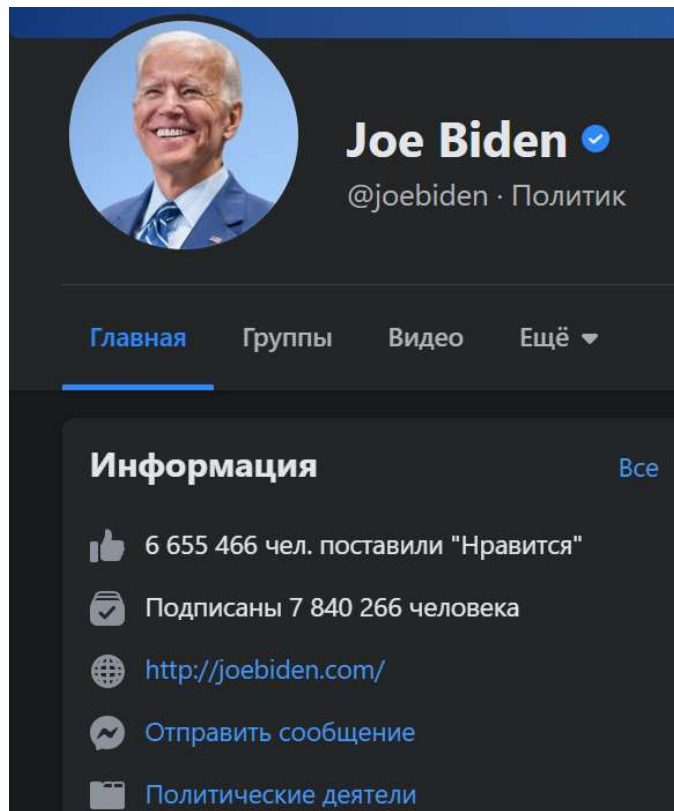 Joe Biden
@joebiden · Политик
Главная Группы Видео Ещё
Информация Все
6 655 466 чел. поставили "Нравится"
Подписаны 7 840 266 человека
http://joebiden.com/
Отправить сообщение
Политические деятели